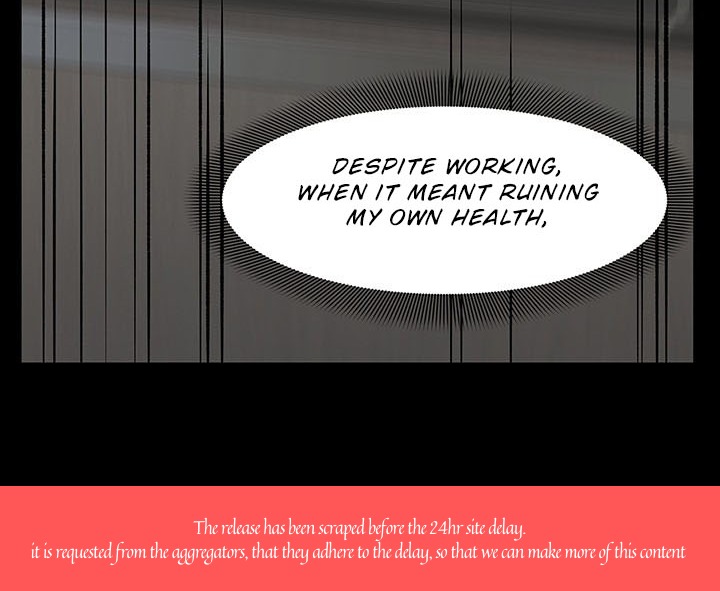 DESPITE WORKING,
WHEN IT MEANT RUINING
MY OWN HEALTH,
The release has been scraped before the 24hr site delay.
it is requested from the aggregators, that they adhere to the delay, so that we can make more of this content